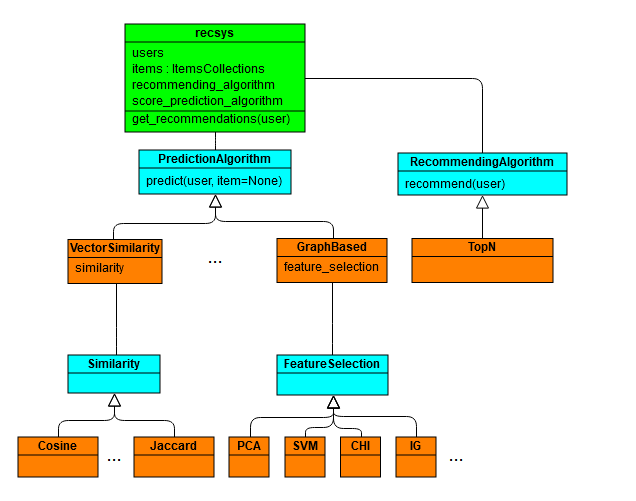 recsys
users
items : ItemsCollections
recommending_algorithm
score_prediction_algorithm
get_recommendations(user)
PredictionAlgorithm
predict(user, item=None)
RecommendingAlgorithm
recommend(user)
VectorSimilarity
similarity
...
GraphBased
feature_selection
TopN
Similarity
FeatureSelection
Cosine
...
Jaccard
PCA
SVM
CHI
IG
...